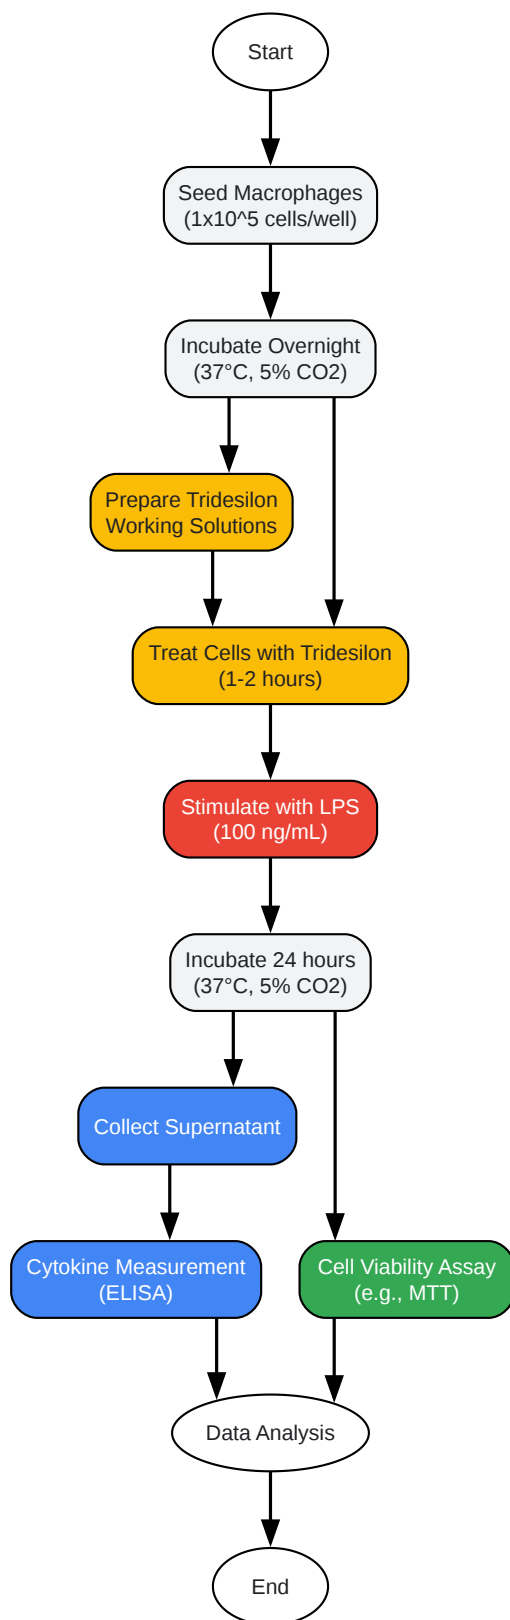 Start
Seed Macrophages
(1x10^5 cells/well)
Incubate Overnight
(37°C, 5% CO2)
Prepare Tridesilon
Working Solutions
Treat Cells with Tridesilon
(1-2 hours)
Stimulate with LPS
(100 ng/mL)
Incubate 24 hours
(37°C, 5% CO2)
Collect Supernatant
Cytokine Measurement
(ELISA)
Cell Viability Assay
(e.g., MTT)
Data Analysis
End